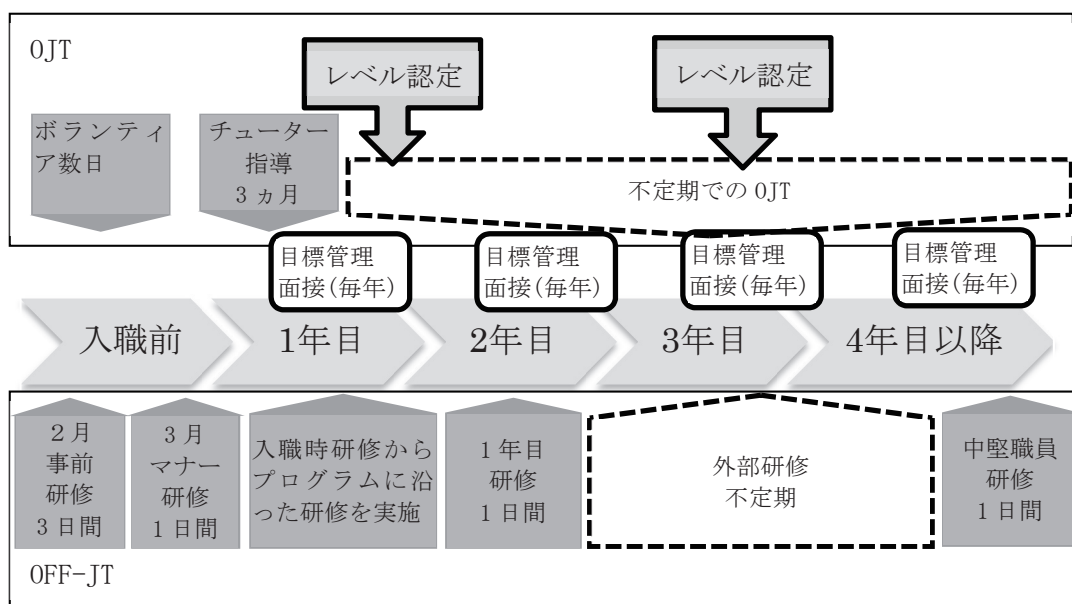 OJT
レベル認定
レベル認定
ボランティ
ア数日
チューター
指導
3ヵ月
不定期での OJT
目標管理
面接(毎年)
目標管理
面接(毎年)
目標管理
面接(毎年)
目標管理
面接(毎年)
入職前
1年目
2年目
3年目
4年目以降
2月
事前
研修
3日間
3月
マナー
研修
1日間
入職時研修から
プログラムに沿
った研修を実施
1年目
研修
1日間
外部研修
不定期
中堅職員
研修
1日間
OFF-JT